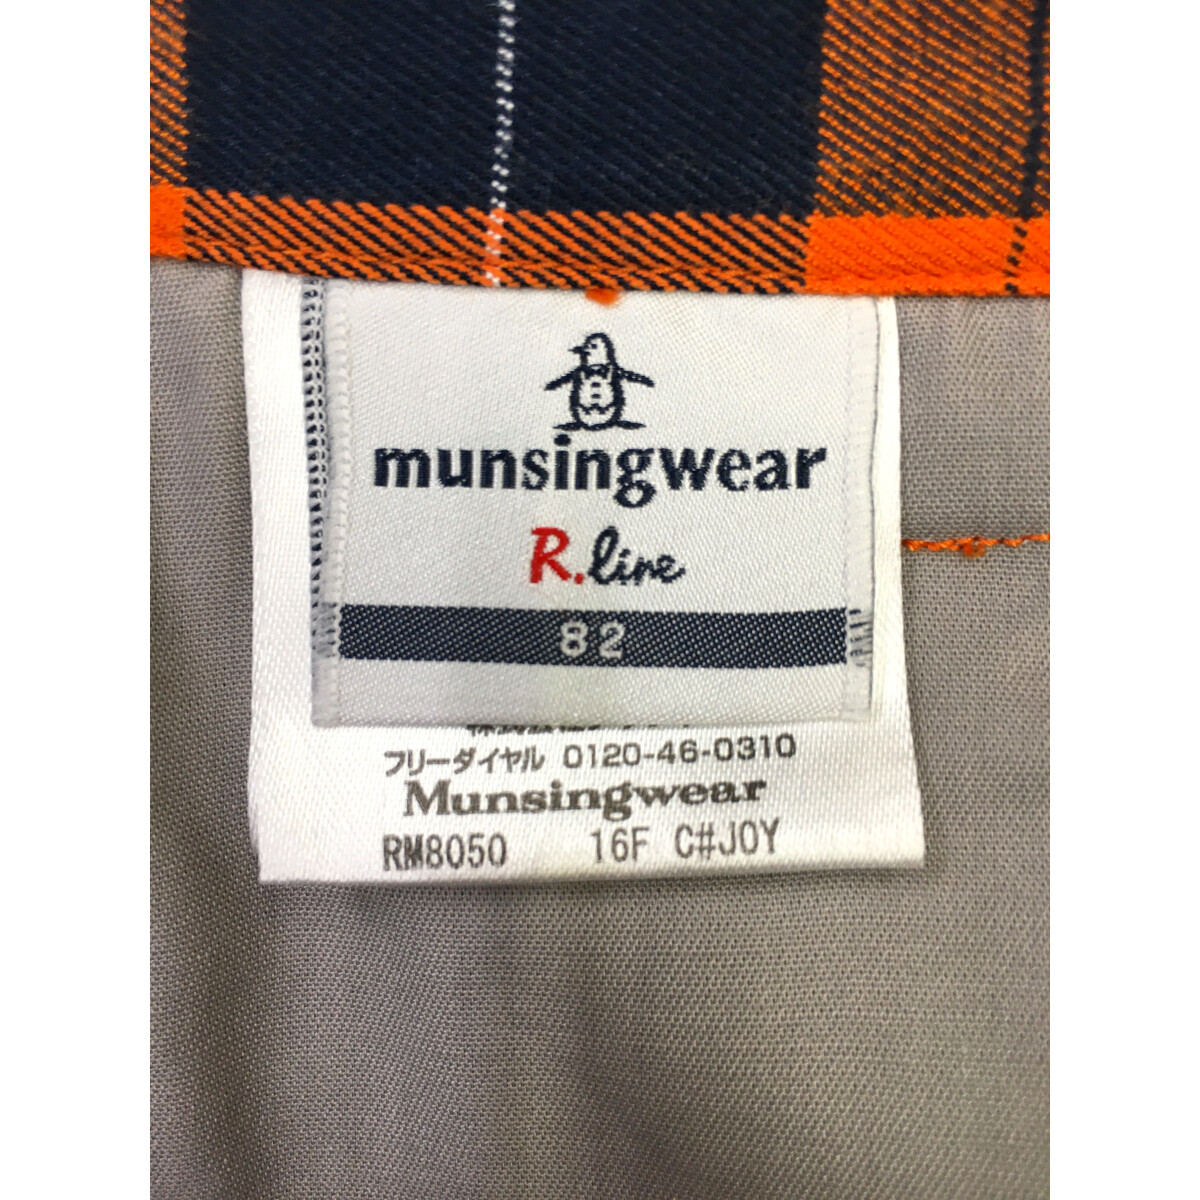 munsingwear
R.line
82
フリーダイヤル 0120-46-0310
Munsingwear
RM8050 16F C#JOY